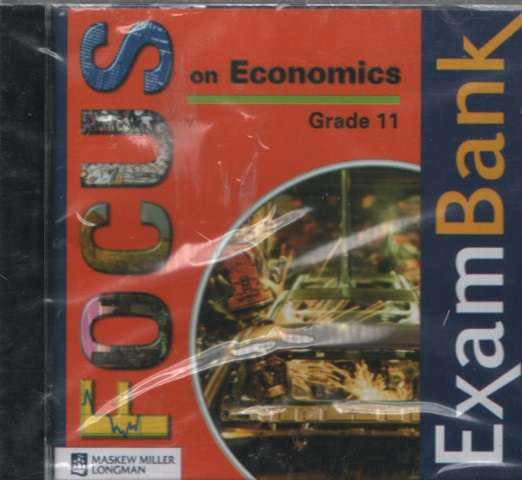 FOCUS
on Economics
Grade 11
ExamBank
MASKEW MILLER
LONGMAN